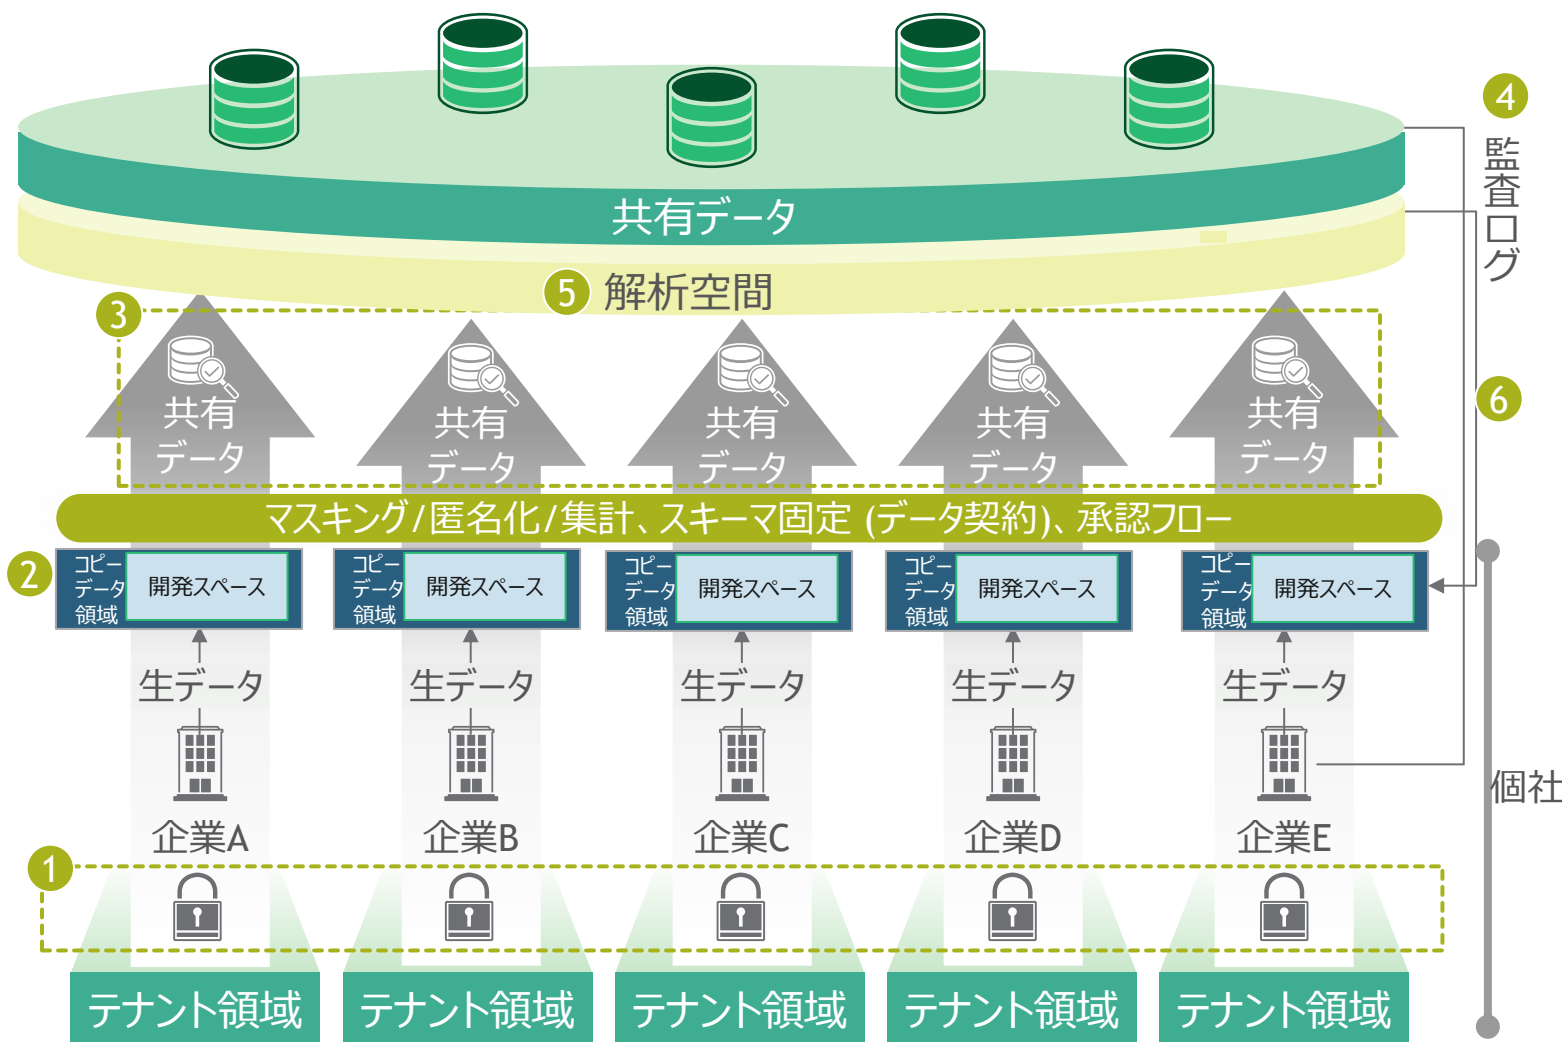 4
監査ログ
共有データ
5 解析空間
3
共有
データ
共有
データ
共有
データ
共有
データ
共有
データ
6
マスキング/匿名化/集計、スキーマ固定 (データ契約)、承認フロー
2
コピー
データ
領域
開発スペース
コピー
データ
領域
開発スペース
コピー
データ
領域
開発スペース
コピー
データ
領域
開発スペース
コピー
データ
領域
開発スペース
生データ
生データ
生データ
生データ
生データ
個社
企業A
企業B
企業C
企業D
企業E
1
テナント領域
テナント領域
テナント領域
テナント領域
テナント領域